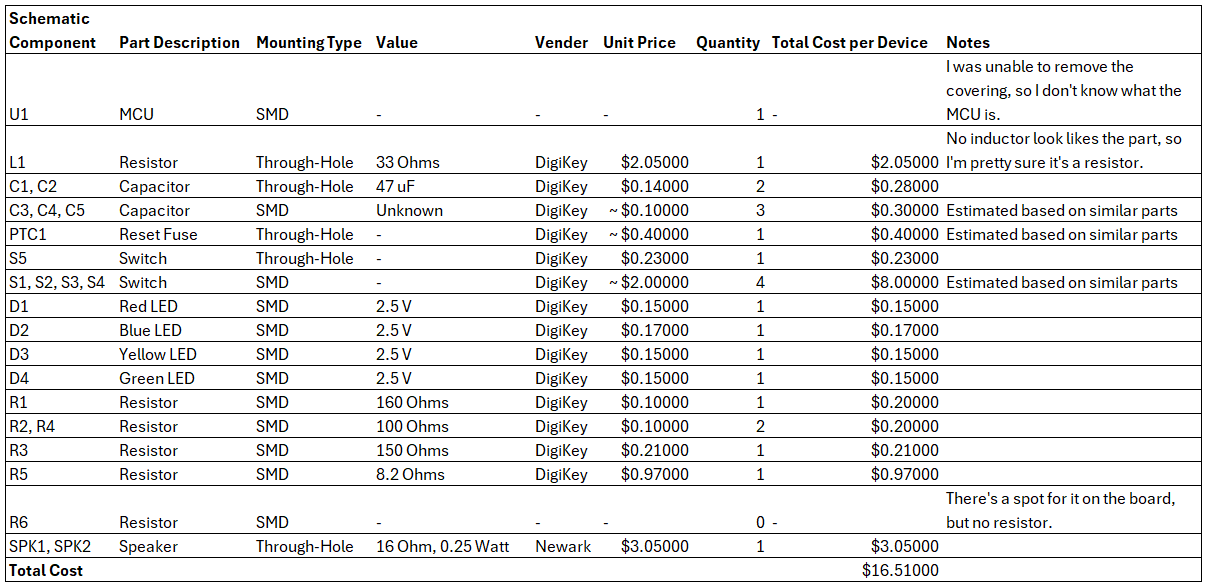 Schematic
Component Part Description Mounting Type Value Vender Unit Price Quantity Total Cost per Device Notes
I was unable to remove the
covering, so I don't know what the
U1 MCU SMD - - - 1 - MCU is.
No inductor look likes the part, so
L1 Resistor Through-Hole 33 Ohms DigiKey $2.05000 1 $2.05000 I'm pretty sure it's a resistor.
C1, C2 Capacitor Through-Hole 47 uF DigiKey $0.14000 2 $0.28000
C3, C4, C5 Capacitor SMD Unknown DigiKey ~ $0.10000 3 $0.30000 Estimated based on similar parts
PTC1 Reset Fuse Through-Hole - DigiKey ~ $0.40000 1 $0.40000 Estimated based on similar parts
S5 Switch Through-Hole - DigiKey $0.23000 1 $0.23000
S1, S2, S3, S4 Switch SMD - DigiKey ~ $2.00000 4 $8.00000 Estimated based on similar parts
D1 Red LED SMD 2.5 V DigiKey $0.15000 1 $0.15000
D2 Blue LED SMD 2.5 V DigiKey $0.17000 1 $0.17000
D3 Yellow LED SMD 2.5 V DigiKey $0.15000 1 $0.15000
D4 Green LED SMD 2.5 V DigiKey $0.15000 1 $0.15000
R1 Resistor SMD 160 Ohms DigiKey $0.10000 1 $0.20000
R2, R4 Resistor SMD 100 Ohms DigiKey $0.10000 2 $0.20000
R3 Resistor SMD 150 Ohms DigiKey $0.21000 1 $0.21000
R5 Resistor SMD 8.2 Ohms DigiKey $0.97000 1 $0.97000
There's a spot for it on the board,
R6 Resistor SMD - - - 0 - but no resistor.
SPK1, SPK2 Speaker Through-Hole 16 Ohm, 0.25 Watt Newark $3.05000 1 $3.05000
Total Cost $16.51000